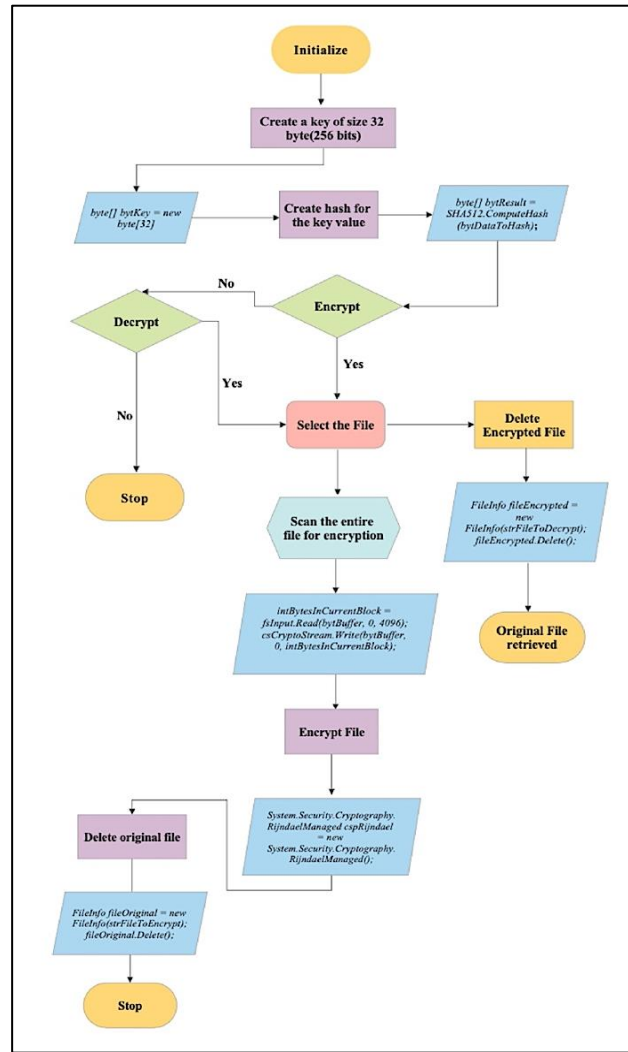 Initialize
Create a key of size 32
byte(256 bits)
byte[] bytKey = new
byte[32]
Create hash for
the key value
byte[] bytResult =
SHA512.ComputeHash
(bytDataToHash);
No
Encrypt
Decrypt
Yes
Yes
No
Select the File
Delete
Encrypted File
Stop
Scan the entire
file for encryption
FileInfo fileEncrypted =
new
FileInfo(strFileToDecrypt);
fileEncrypted.Delete();
intBytesInCurrentBlock =
fsInput.Read(bytBuffer, 0, 4096);
csCryptoStream.Write(bytBuffer,
0, intBytesInCurrentBlock);
Original File
retrieved
Encrypt File
System.Security.Cryptography.
RijndaelManaged cspRijndael
= new
System.Security.Cryptography.
RijndaelManaged();
Delete original file
FileInfo fileOriginal = new
FileInfo(strFileToEncrypt);
fileOriginal.Delete();
Stop